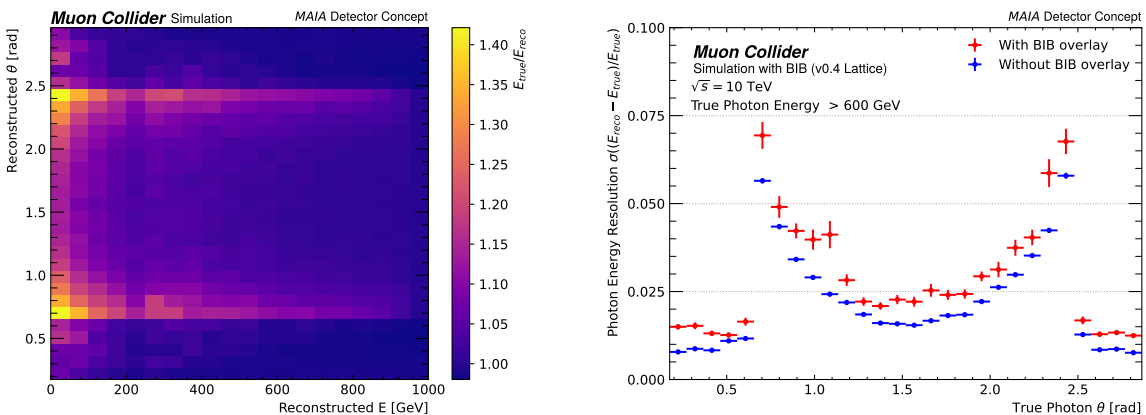 Muon Collider Simulation
MAIA Detector Concept
Reconstructed θ [rad]
2.5
2.0
1.5
1.0
0.5
0
200
400
600
800
1000
Reconstructed E [GeV]
1.40
1.35
1.30
1.25
1.20
1.15
1.10
1.05
1.00
E_true/E_reco
MAIA Detector Concept
Muon Collider
Simulation with BIB (v0.4 Lattice)
√s = 10 TeV
True Photon Energy > 600 GeV
With BIB overlay
Without BIB overlay
Photon Energy Resolution σ((E_reco − E_true)/E_true)
0.100
0.075
0.050
0.025
0.000
0.5
1.0
1.5
2.0
2.5
True Photon θ [rad]